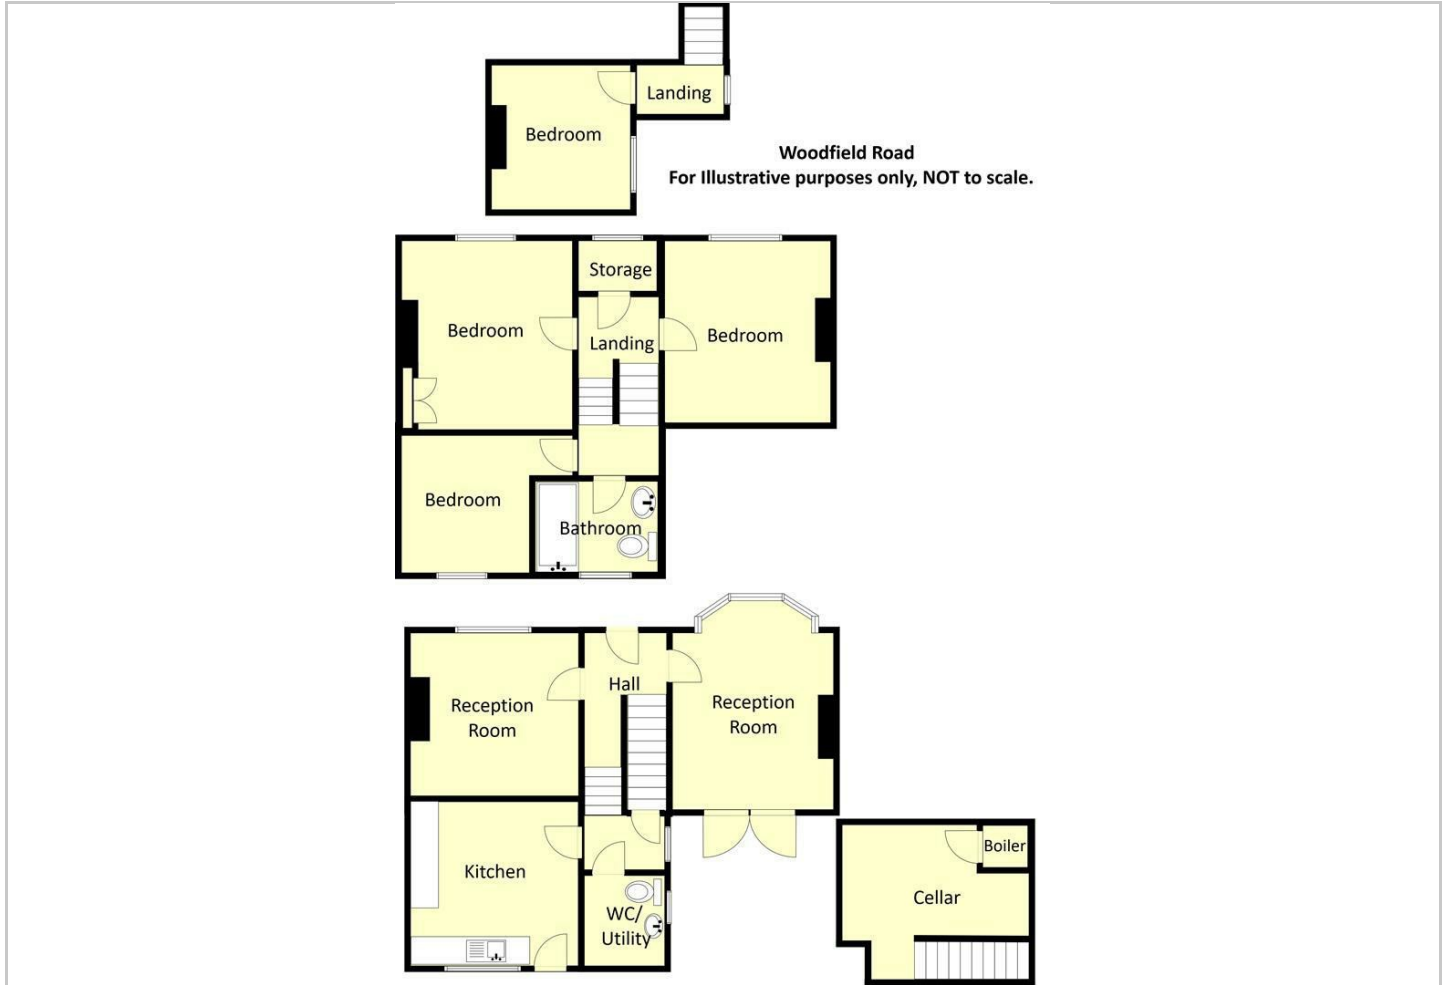 Landing
Bedroom
Woodfield Road
For Illustrative purposes only, NOT to scale.
Storage
Bedroom
Landing
Bedroom
Bedroom
Bathroom
Hall
Reception
Room
Reception
Room
Kitchen
WC/
Utility
Boiler
Cellar